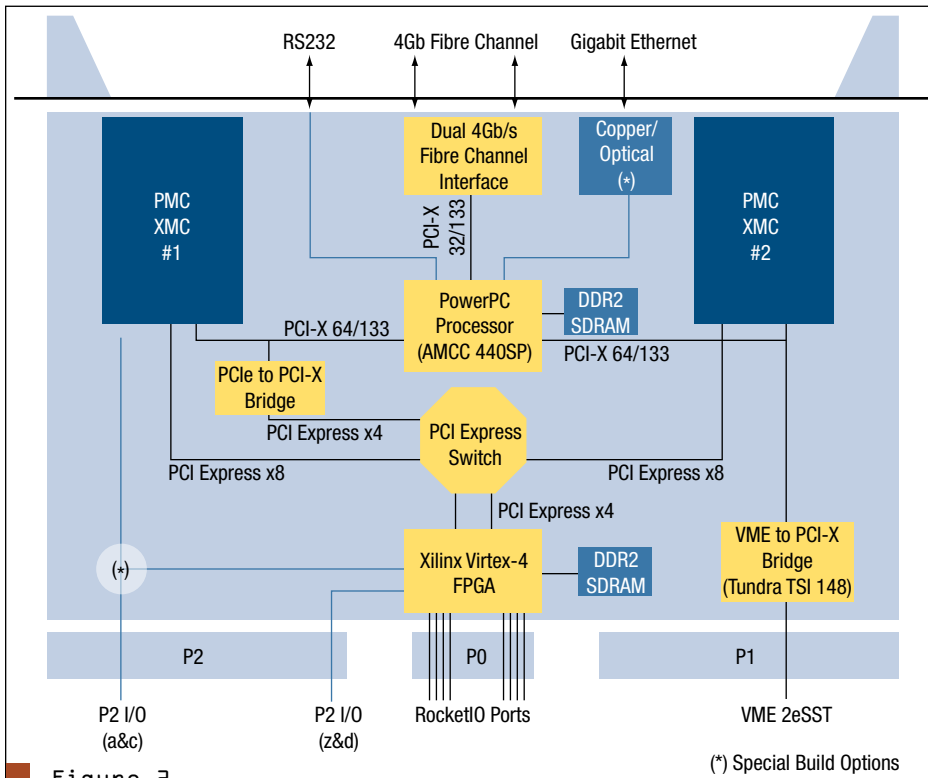 RS232
4Gb Fibre Channel
Gigabit Ethernet
PMC
XMC
#1
Dual 4Gb/s
Fibre Channel
Interface
Copper/
Optical
(*)
PMC
XMC
#2
PCI-X
32/133
PowerPC
Processor
(AMCC 440SP)
DDR2
SDRAM
PCI-X 64/133
PCI-X 64/133
PCIe to PCI-X
Bridge
PCI Express x4
PCI Express
Switch
PCI Express x8
PCI Express x8
PCI Express x4
(*)
Xilinx Virtex-4
FPGA
DDR2
SDRAM
VME to PCI-X
Bridge
(Tundra TSI 148)
P2
P0
P1
P2 I/O
(a&c)
P2 I/O
(z&d)
RocketIO Ports
VME 2eSST
(*) Special Build Options